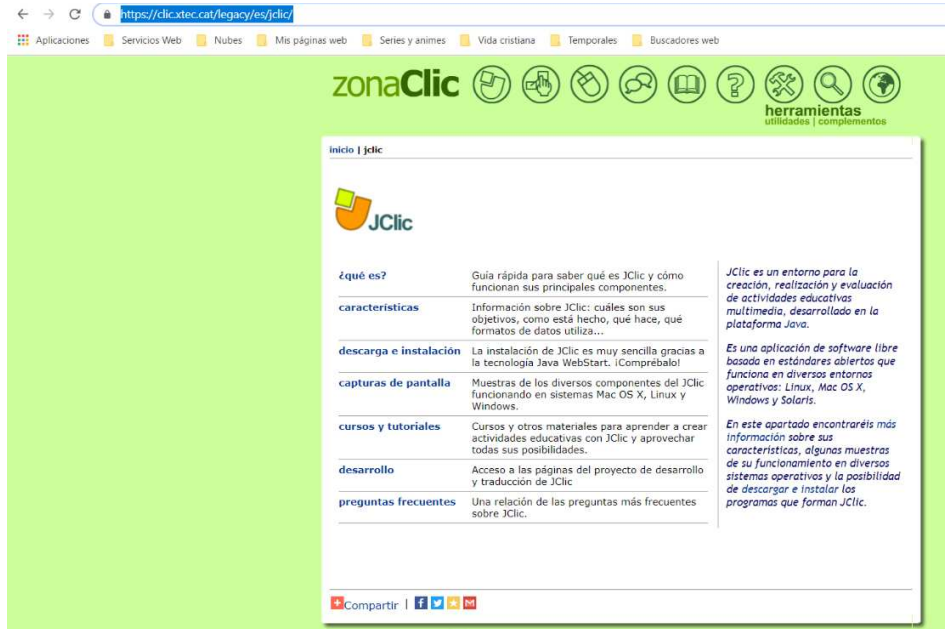 https://clic.xtec.cat/legacy/es/jclic/
Aplicaciones Servicios Web Nubes Mis páginas web Series y animes Vida cristiana Temporales Buscadores web
zonaClic
herramientas
utilidades | complementos
inicio | jclic
JClic
¿qué es?
Guía rápida para saber qué es JClic y cómo
funcionan sus principales componentes.
características
Información sobre JClic: cuáles son sus
objetivos, como está hecho, qué hace, qué
formatos de datos utiliza...
descarga e instalación
La instalación de JClic es muy sencilla gracias a
la tecnología Java WebStart. ¡Comprébalo!
capturas de pantalla
Muestras de los diversos componentes del JClic
funcionando en sistemas Mac OS X, Linux y
Windows.
cursos y tutoriales
Cursos y otros materiales para aprender a crear
actividades educativas con JClic y aprovechar
todas sus posibilidades.
desarrollo
Acceso a las páginas del proyecto de desarrollo
y traducción de JClic
preguntas frecuentes
Una relación de las preguntas más frecuentes
sobre JClic.
JClic es un entorno para la
creación, realización y evaluación
de actividades educativas
multimedia, desarrollado en la
plataforma Java.
Es una aplicación de software libre
basada en estándares abiertos que
funciona en diversos entornos
operativos: Linux, Mac OS X,
Windows y Solaris.
En este apartado encontraréis más
información sobre sus
características, algunas muestras
de su funcionamiento en diversos
sistemas operativos y la posibilidad
de descargar e instalar los
programas que forman JClic.
Compartir |